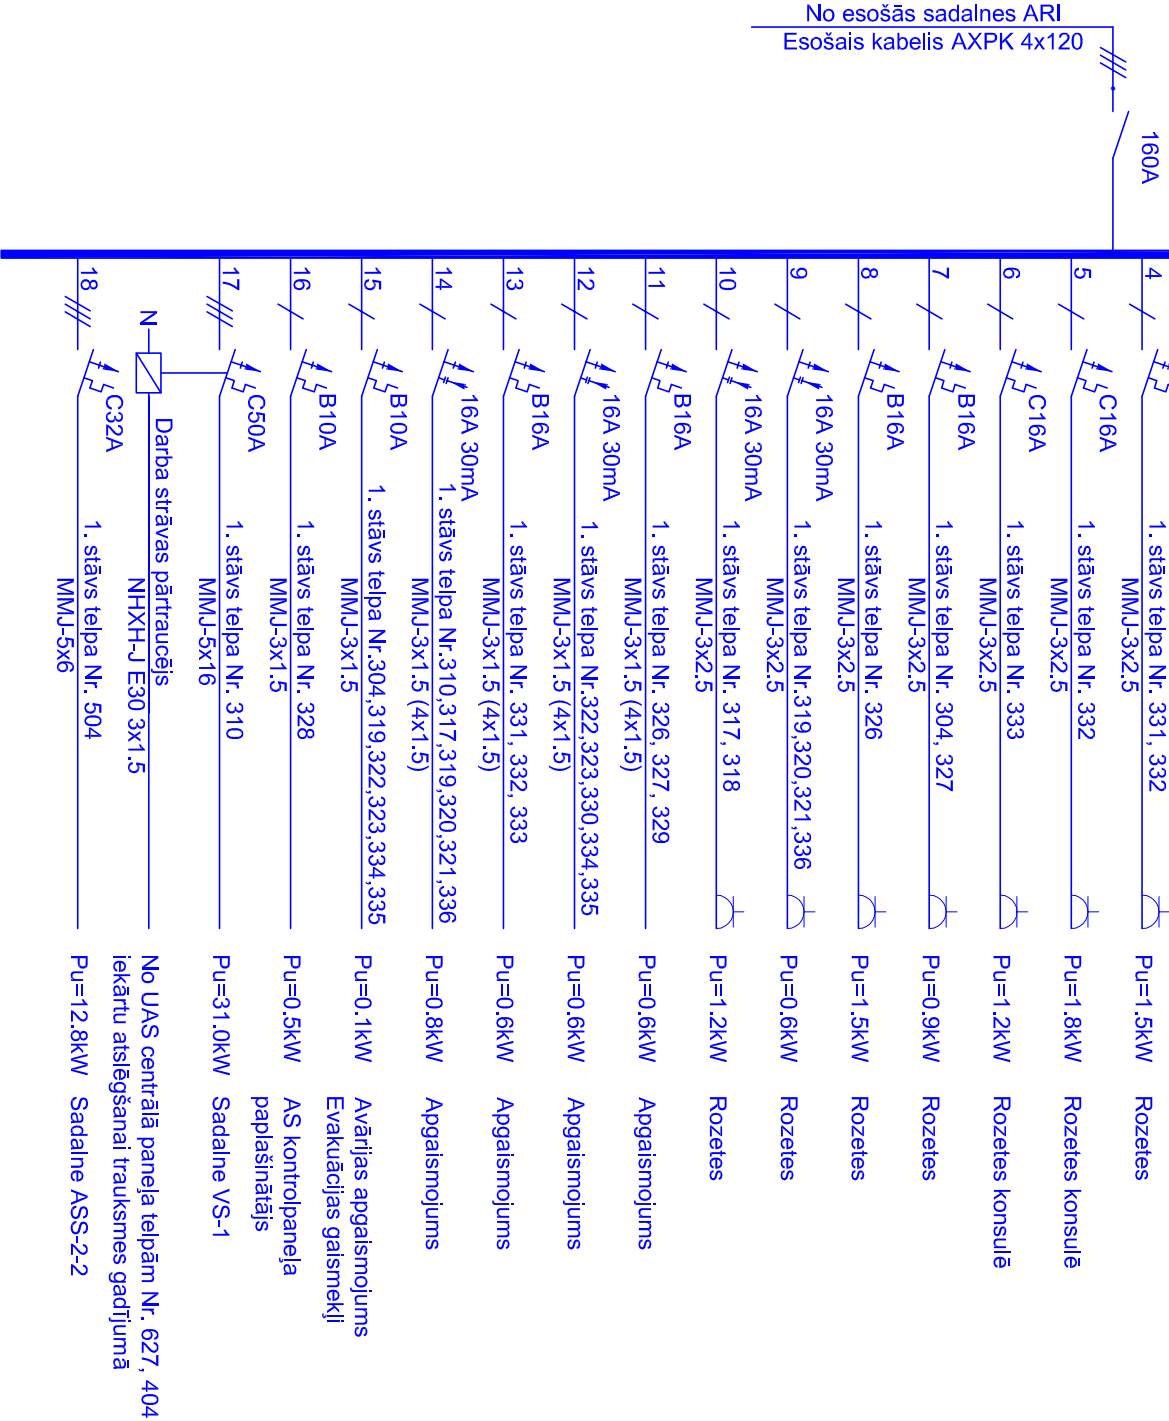 No esošās sadalnes ARI
Esošais kabelis AXPK 4x120
160A
4
1. stāvs telpa Nr. 331, 332
MMJ-3x2.5
Pu=1.5kW
Rozetes
5
C16A
1. stāvs telpa Nr. 332
MMJ-3x2.5
Pu=1.8kW
Rozetes konsulē
6
C16A
1. stāvs telpa Nr. 333
MMJ-3x2.5
Pu=1.2kW
Rozetes konsulē
7
B16A
1. stāvs telpa Nr. 304, 327
MMJ-3x2.5
Pu=0.9kW
Rozetes
8
B16A
1. stāvs telpa Nr. 326
MMJ-3x2.5
Pu=1.5kW
Rozetes
9
16A 30mA
1. stāvs telpa Nr.319,320,321,336
MMJ-3x2.5
Pu=0.6kW
Rozetes
10
16A 30mA
1. stāvs telpa Nr. 317, 318
MMJ-3x2.5
Pu=1.2kW
Rozetes
11
B16A
1. stāvs telpa Nr. 326, 327, 329
MMJ-3x1.5 (4x1.5)
Pu=0.6kW
Apgaismojums
12
16A 30mA
1. stāvs telpa Nr.322,323,330,334,335
MMJ-3x1.5 (4x1.5)
Pu=0.6kW
Apgaismojums
13
B16A
1. stāvs telpa Nr. 331, 332, 333
MMJ-3x1.5 (4x1.5)
Pu=0.6kW
Apgaismojums
14
16A 30mA
1. stāvs telpa Nr.310,317,319,320,321,336
MMJ-3x1.5 (4x1.5)
Pu=0.8kW
Apgaismojums
15
B10A
1. stāvs telpa Nr.304,319,322,323,334,335
MMJ-3x1.5
Pu=0.1kW
Avārijas apgaismojums
Evakuācijas gaismekļi
16
B10A
1. stāvs telpa Nr. 328
MMJ-3x1.5
Pu=0.5kW
AS kontrolpaneļa
paplašinātājs
17
C50A
1. stāvs telpa Nr. 310
MMJ-5x16
Pu=31.0kW
Sadalne VS-1
N
Darba strāvas pārtraucējs
NHXH-J E30 3x1.5
No UAS centrālā paneļa telpām Nr. 627, 404
iekārtu atslēgšanai trauksmes gadījumā
18
C32A
1. stāvs telpa Nr. 504
MMJ-5x6
Pu=12.8kW
Sadalne ASS-2-2